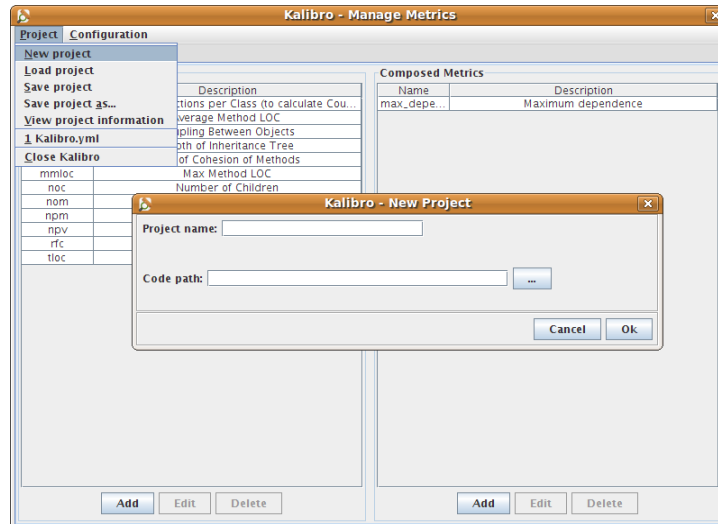 Kalibro - Manage Metrics
Project Configuration
New project
Load project
Save project
Save project as...
View project information
1 Kalibro.yml
Close Kalibro
Description
ctions per Class (to calculate Cou...
verage Method LOC
pling Between Objects
th of Inheritance Tree
of Cohesion of Methods
mmloc Max Method LOC
noc Number of Children
nom
npm
npv
rfc
tloc
Composed Metrics
Name Description
max_depe... Maximum dependence
Kalibro - New Project
Project name:
Code path: ...
Cancel Ok
Add Edit Delete
Add Edit Delete